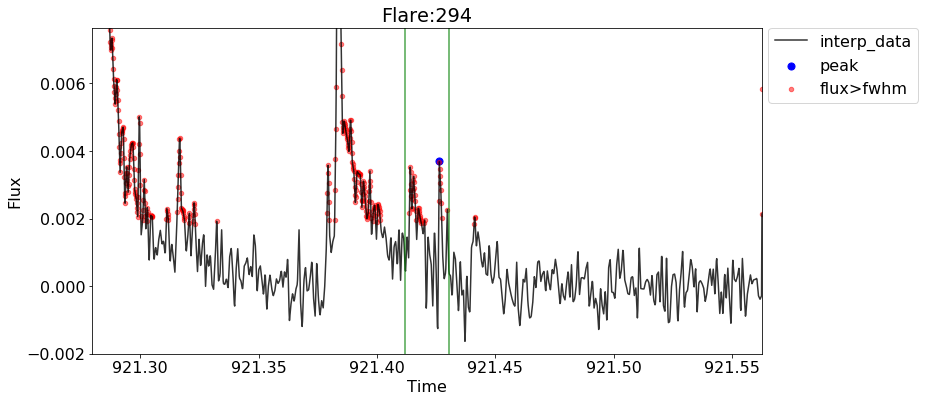 Flare:294
interp_data
peak
flux>fwhm
Flux
0.006
0.004
0.002
0.000
−0.002
921.30
921.35
921.40
921.45
921.50
921.55
Time